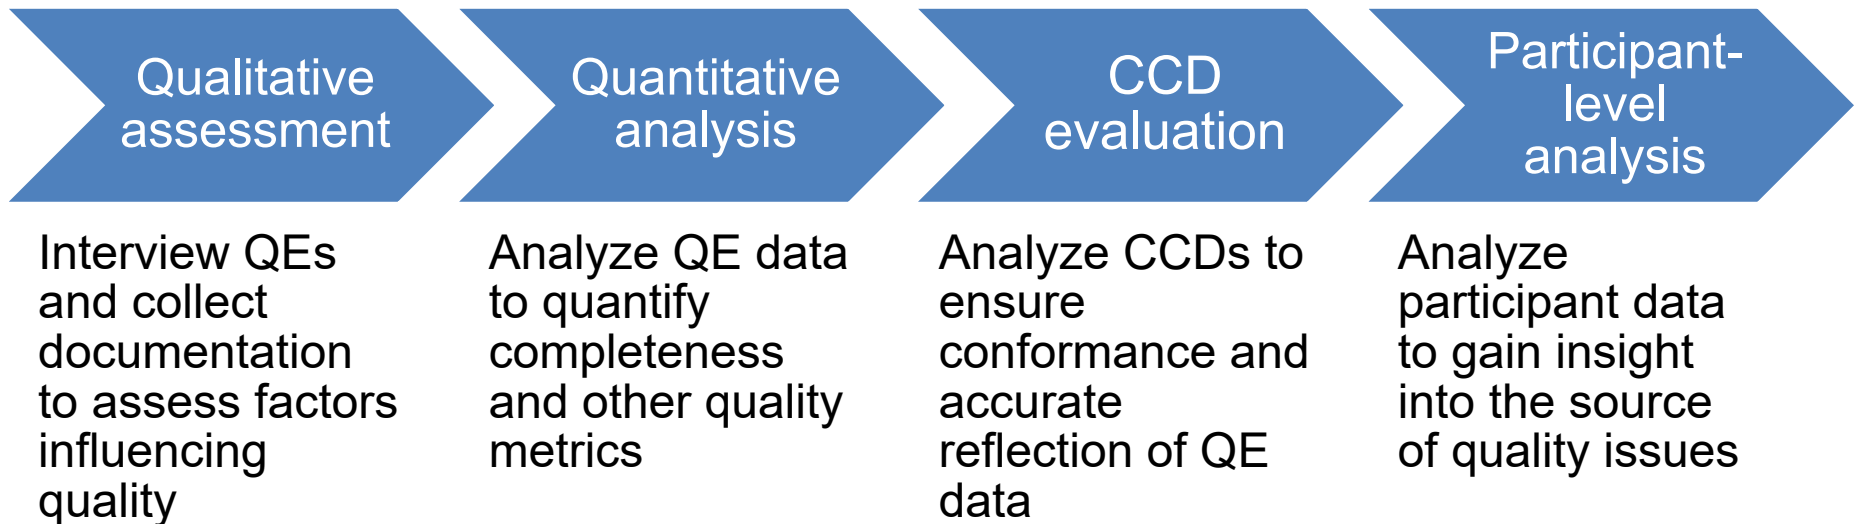 Qualitative
assessment
Quantitative
analysis
CCD
evaluation
Participant-
level
analysis
Interview QEs
and collect
documentation
to assess factors
influencing
quality
Analyze QE data
to quantify
completeness
and other quality
metrics
Analyze CCDs to
ensure
conformance and
accurate
reflection of QE
data
Analyze
participant data
to gain insight
into the source
of quality issues